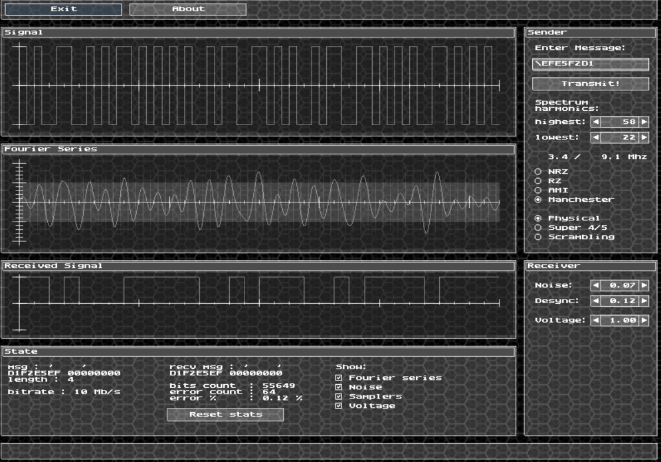 Exit
About
Signal
Sender
Enter Message:
\EFE5F2D1
Transmit!
Spectrum
harmonics:
highest: 58
lowest: 22
3.4 / 9.1 Mhz
NRZ
RZ
AMI
Manchester
Physical
Super 4/5
Scrambling
Fourier Series
Received Signal
Receiver
Noise: 0.07
Desync: 0.12
Voltage: 1.00
State
msg : ' '
D1F2E5EF 00000000
length : 4
bitrate : 10 Mb/s
recv msg : ' '
D1F2E5EF 00000000
bits count : 55649
error count : 64
error % : 0.12 %
Reset stats
Show:
Fourier series
Noise
Samplers
Voltage